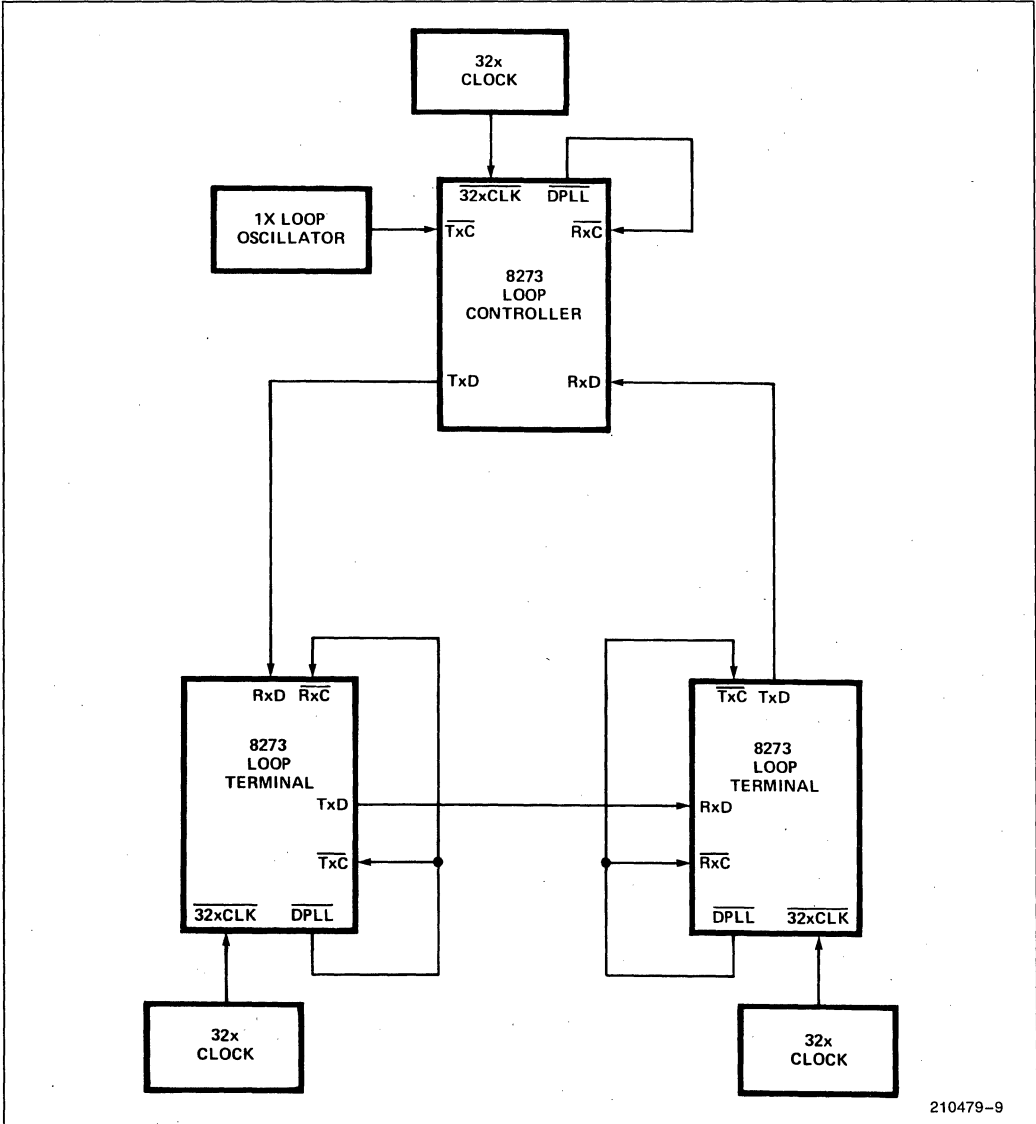 32x
CLOCK
1X LOOP
OSCILLATOR
32xCLK DPLL
TxC RxC
8273
LOOP
CONTROLLER
TxD RxD
RxD RxC
8273
LOOP
TERMINAL
TxD
TxC
32xCLK DPLL
32x
CLOCK
TxC TxD
8273
LOOP
TERMINAL
RxD
RxC
DPLL 32xCLK
32x
CLOCK
210479-9